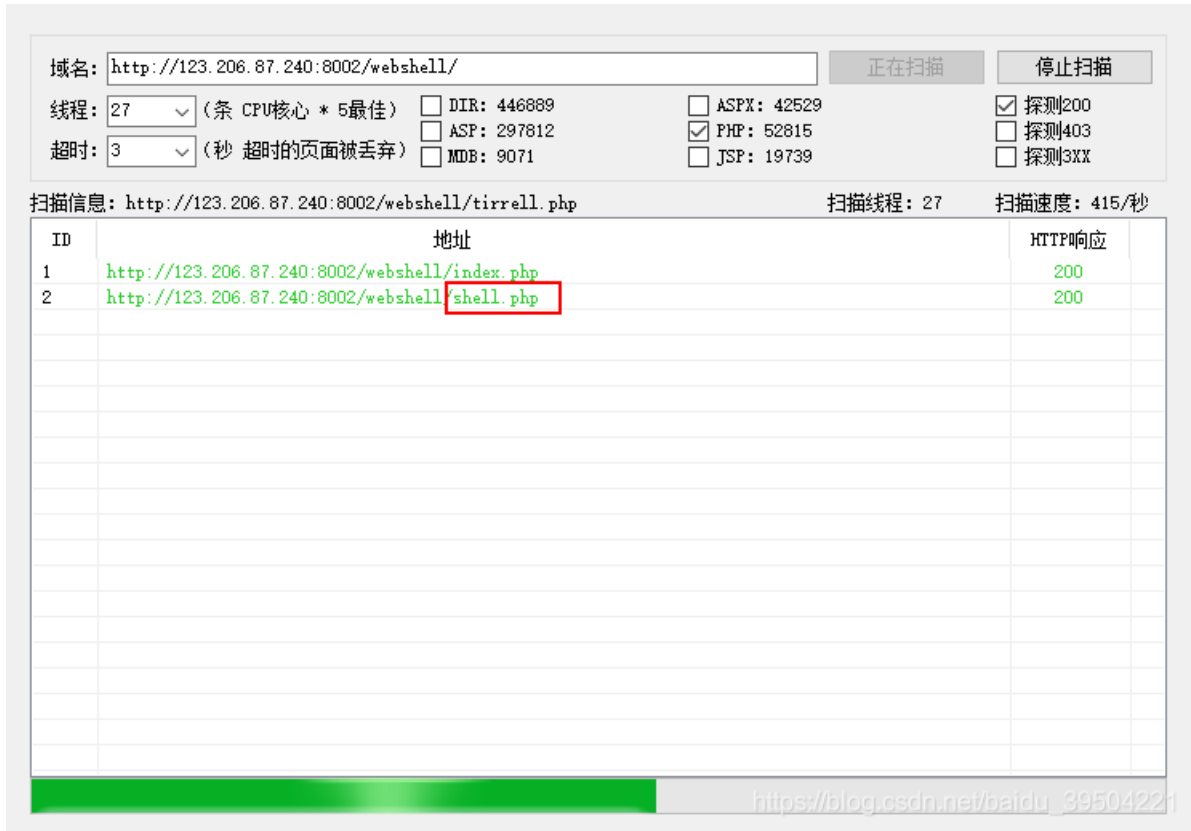 域名: http://123.206.87.240:8002/webshell/ 正在扫描 停止扫描
线程: 27 (条 CPU核心 * 5最佳) DIR: 446889 ASPX: 42529 探测200
ASP: 297812 PHP: 52815 探测403
超时: 3 (秒 超时的页面被丢弃) MDB: 9071 JSP: 19739 探测3XX
扫描信息: http://123.206.87.240:8002/webshell/tirrell.php 扫描线程: 27 扫描速度: 415/秒
ID 地址 HTTP响应
1 http://123.206.87.240:8002/webshell/index.php 200
2 http://123.206.87.240:8002/webshell/shell.php 200
https://blog.csdn.net/baidu_39504221